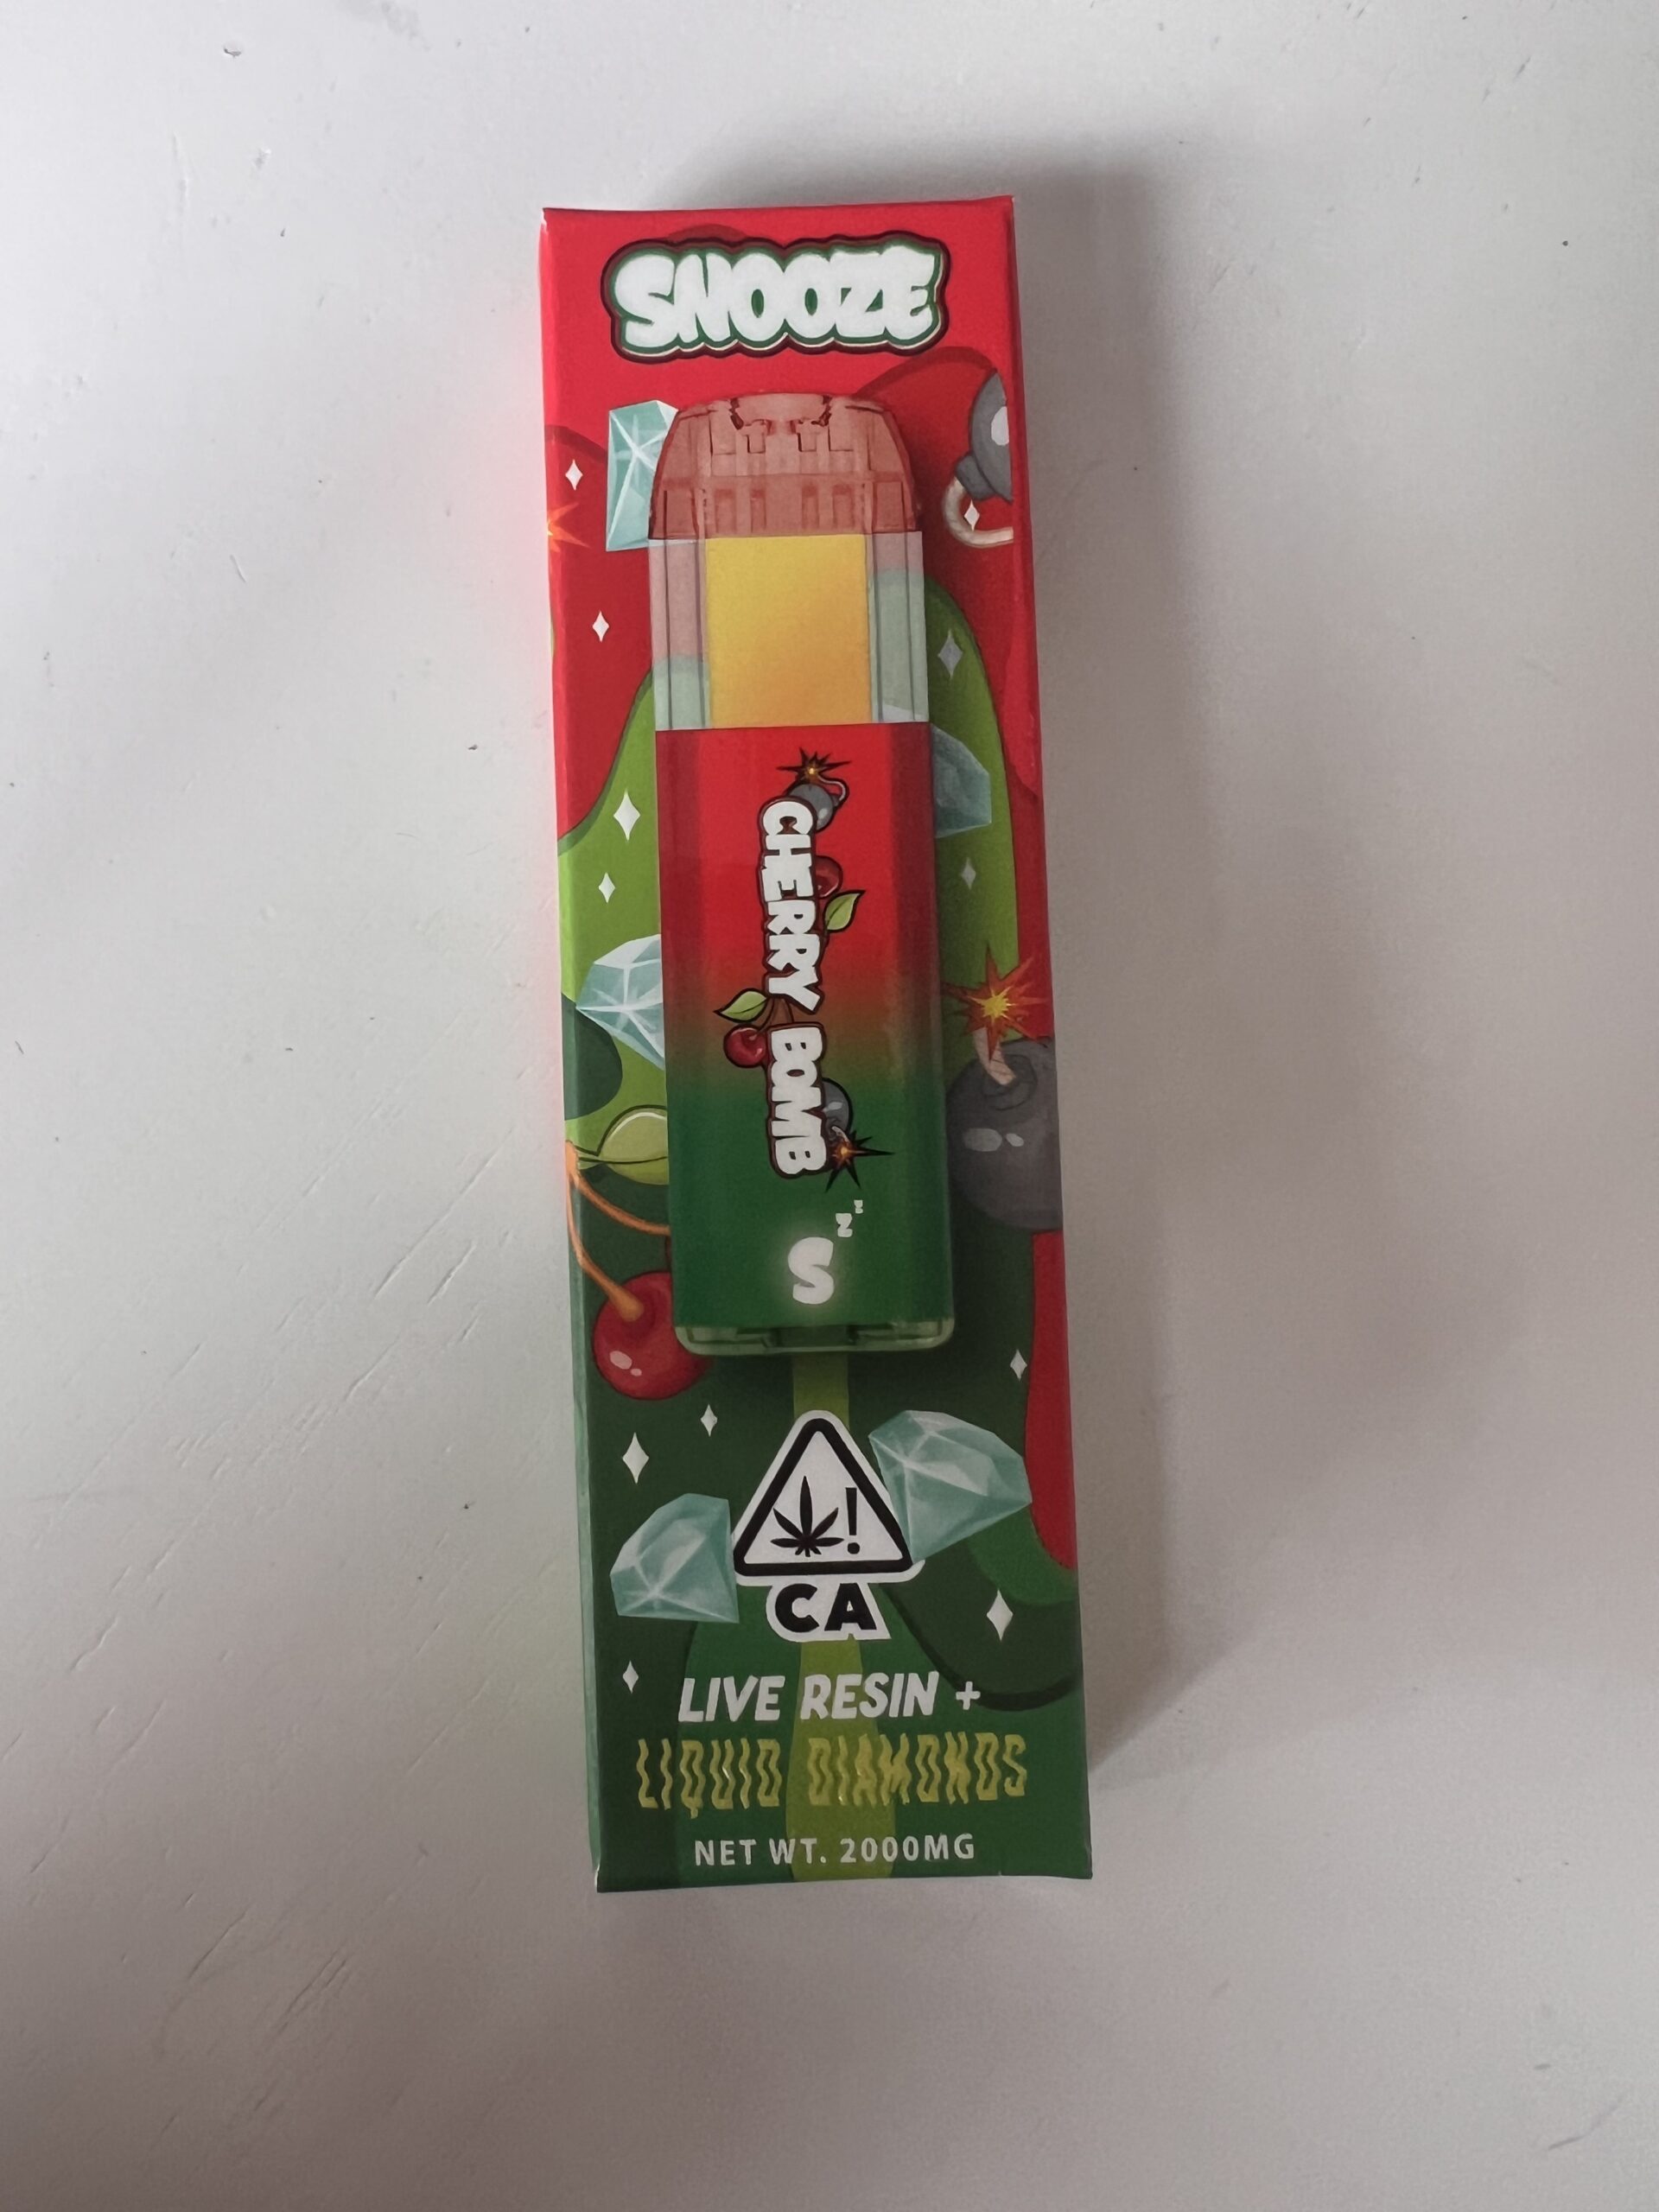 SNOOZE
CHERRY BOMB
S z z
CA
LIVE RESIN +
LIQUID DIAMONDS
NET WT. 2000MG